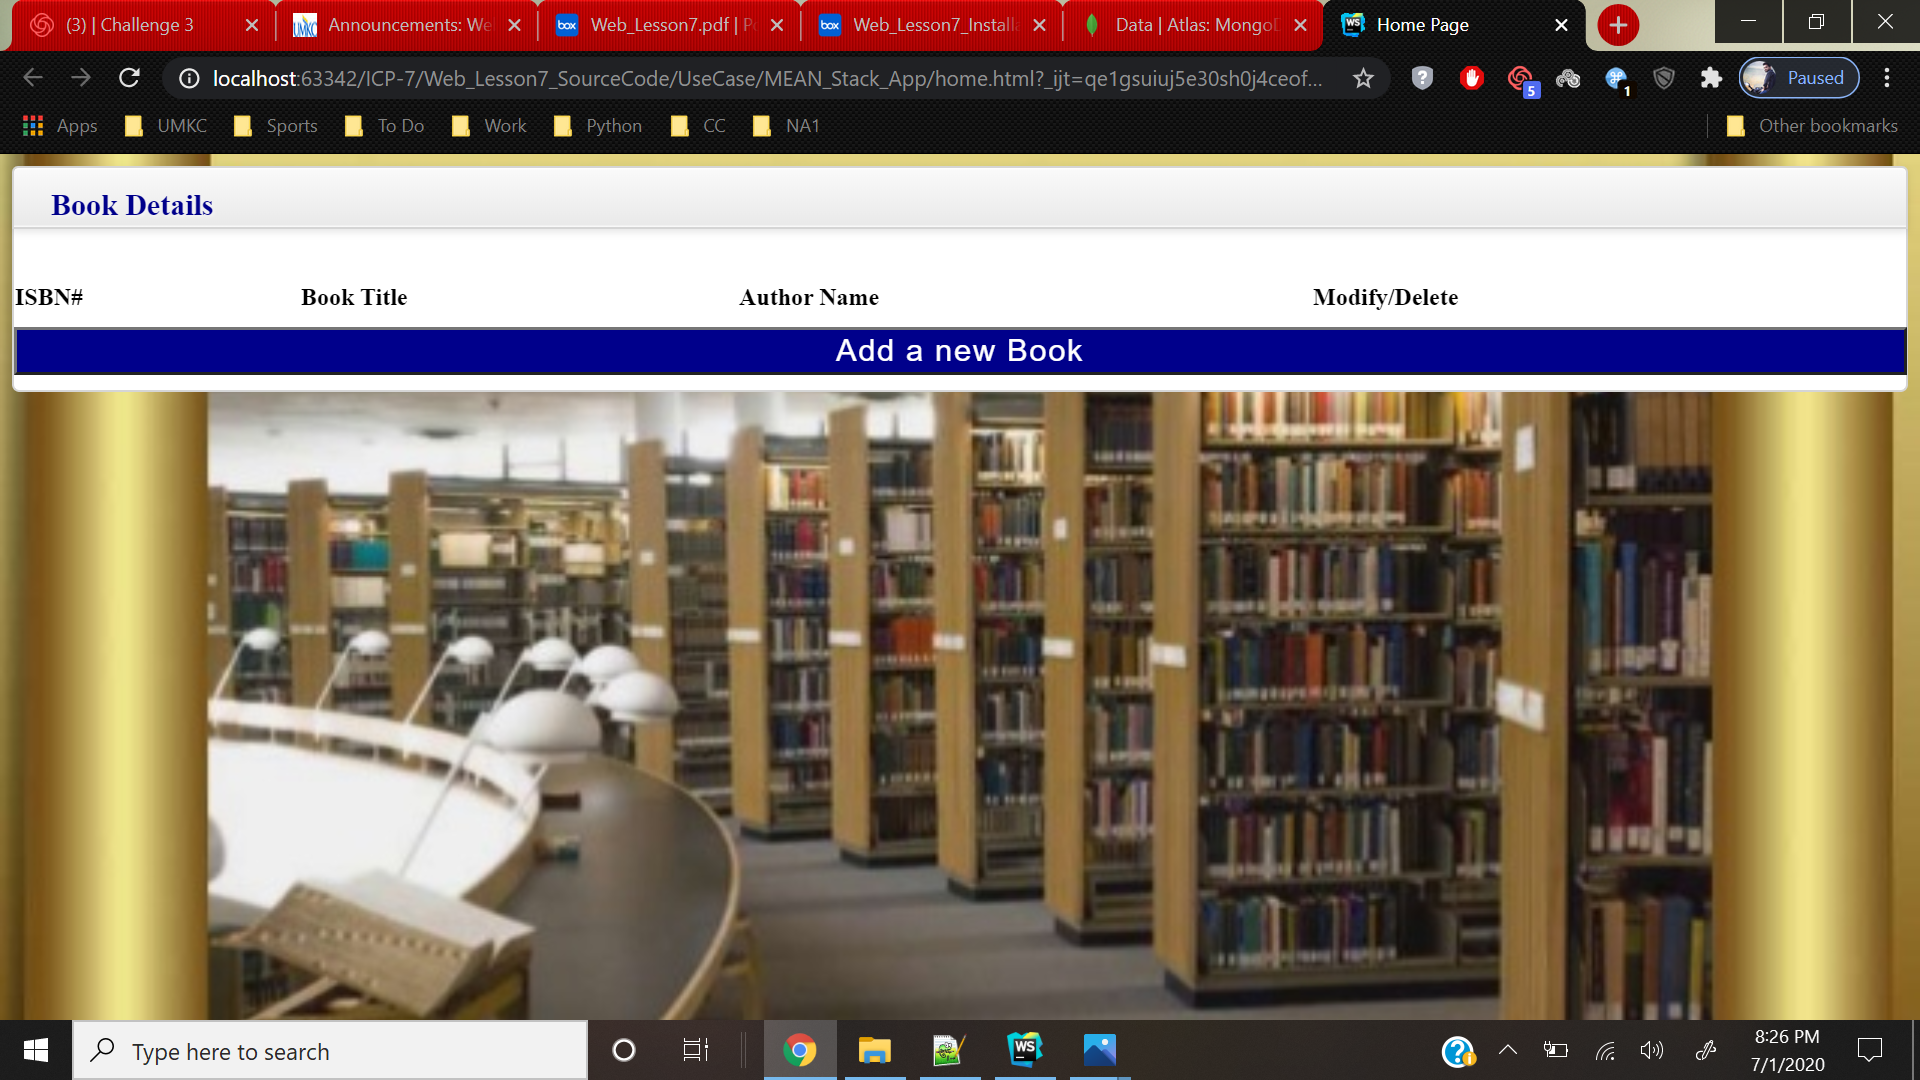 (3) | Challenge 3
Announcements: We
Web_Lesson7.pdf | P
Web_Lesson7_Install
Data | Atlas: MongoD
Home Page
localhost:63342/ICP-7/Web_Lesson7_SourceCode/UseCase/MEAN_Stack_App/home.html?_ijt=qe1gsuiuj5e30sh0j4ceof...
5
1
Paused
Apps
UMKC
Sports
To Do
Work
Python
CC
NA1
Other bookmarks
Book Details
ISBN# Book Title Author Name Modify/Delete
Add a new Book
Type here to search
8:26 PM
7/1/2020